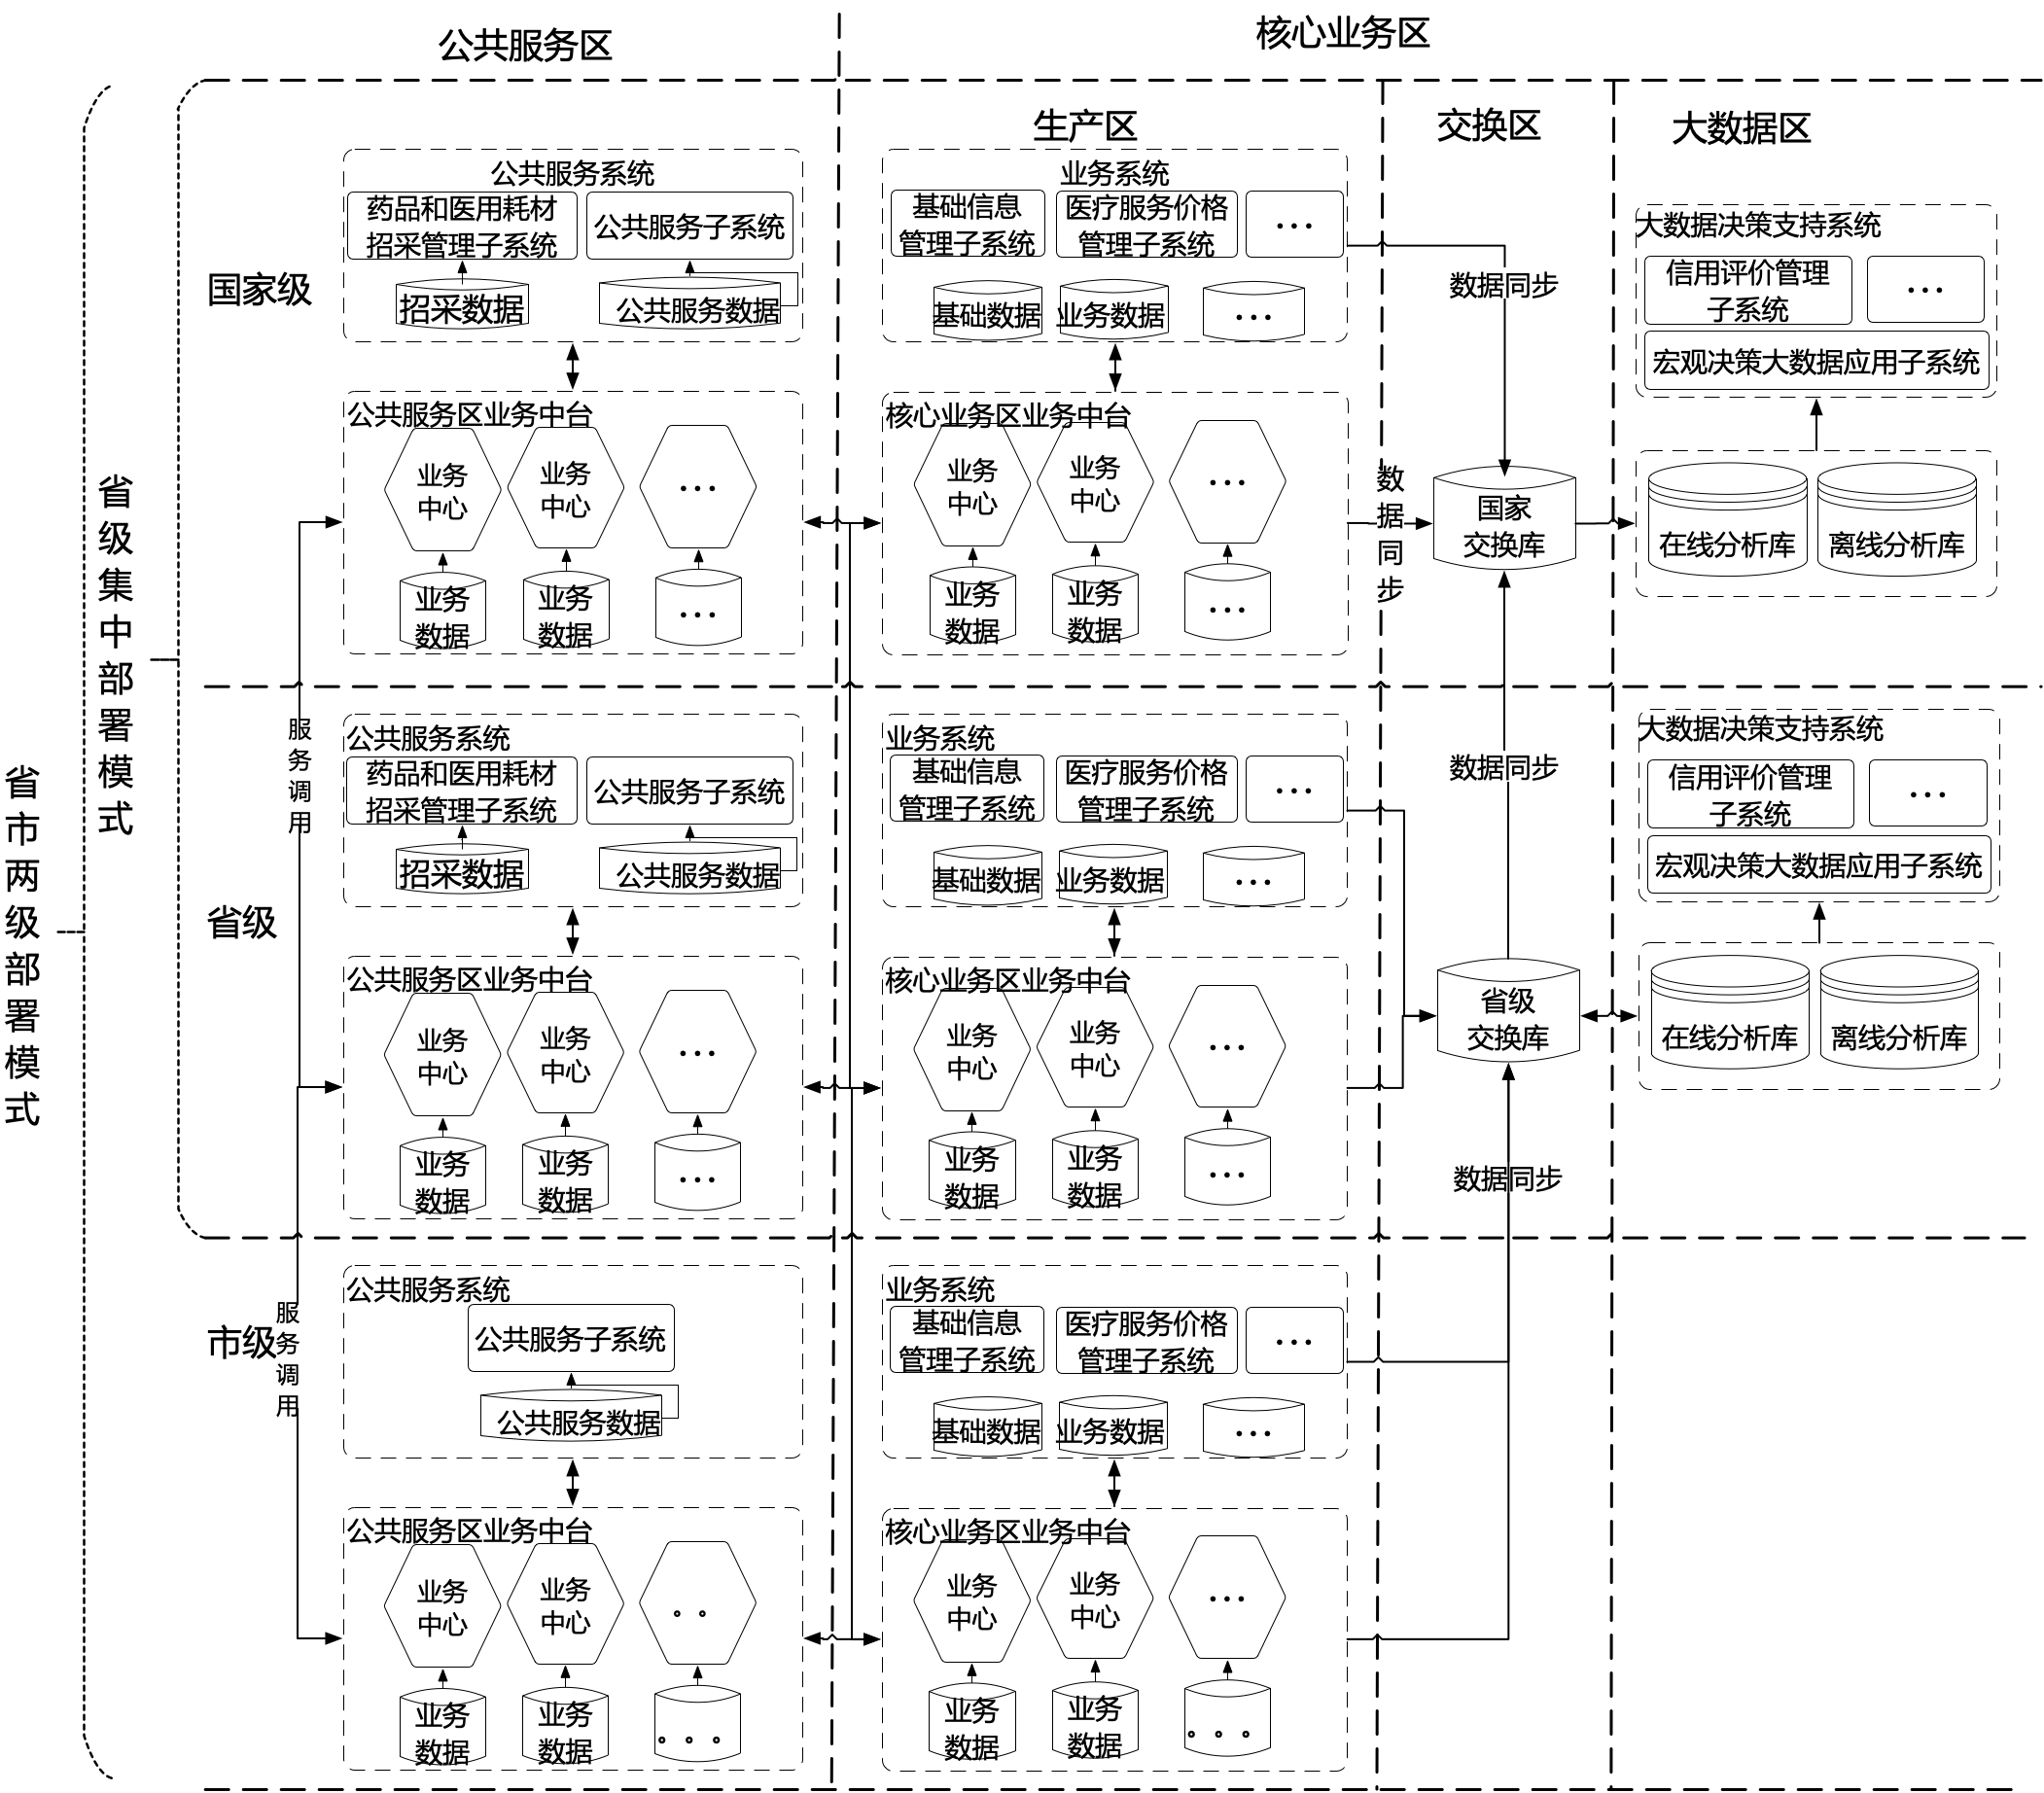 公共服务区
核心业务区
生产区
交换区
大数据区
省市两级部署模式
省级集中部署模式
国家级
公共服务系统
药品和医用耗材
招采管理子系统
公共服务子系统
招采数据
公共服务数据
业务系统
基础信息
管理子系统
医疗服务价格
管理子系统
...
基础数据
业务数据
...
数据同步
大数据决策支持系统
信用评价管理
子系统
...
宏观决策大数据应用子系统
公共服务区业务中台
业务
中心
业务
中心
...
业务
数据
业务
数据
...
核心业务区业务中台
业务
中心
业务
中心
...
业务
数据
业务
数据
...
数据同步
国家
交换库
在线分析库
离线分析库
服务调用
省级
公共服务系统
药品和医用耗材
招采管理子系统
公共服务子系统
招采数据
公共服务数据
业务系统
基础信息
管理子系统
医疗服务价格
管理子系统
...
基础数据
业务数据
...
数据同步
大数据决策支持系统
信用评价管理
子系统
...
宏观决策大数据应用子系统
公共服务区业务中台
业务
中心
业务
中心
...
业务
数据
业务
数据
...
核心业务区业务中台
业务
中心
业务
中心
...
业务
数据
业务
数据
...
省级
交换库
在线分析库
离线分析库
数据同步
市级
服务调用
公共服务系统
公共服务子系统
公共服务数据
业务系统
基础信息
管理子系统
医疗服务价格
管理子系统
...
基础数据
业务数据
...
公共服务区业务中台
业务
中心
业务
中心
。。
业务
数据
业务
数据
。。。
核心业务区业务中台
业务
中心
业务
中心
...
业务
数据
业务
数据
。。。